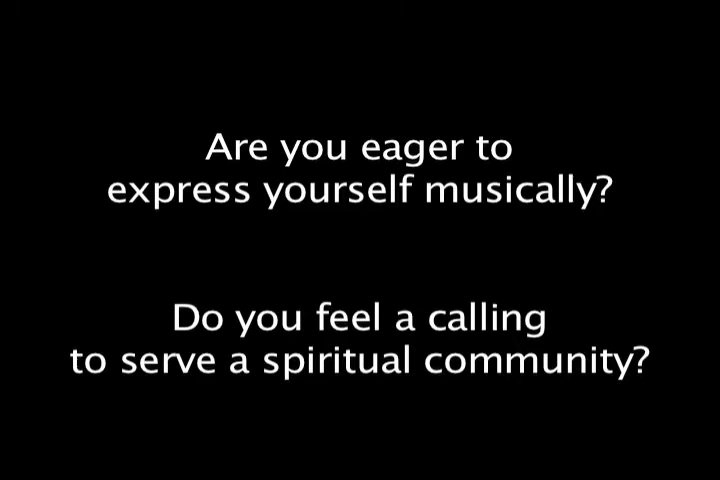 Are you eager to
express yourself musically?
Do you feel a calling
to serve a spiritual community?